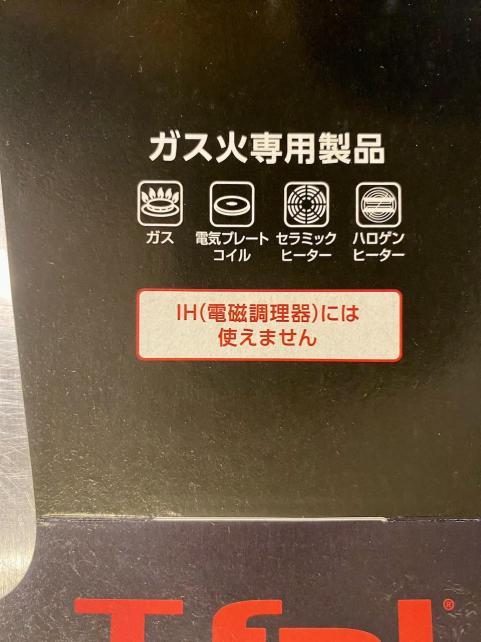 ガス火専用製品
ガス
電気プレート
コイル
セラミック
ヒーター
ハロゲン
ヒーター
IH(電磁調理器)には
使えません
T-fal®